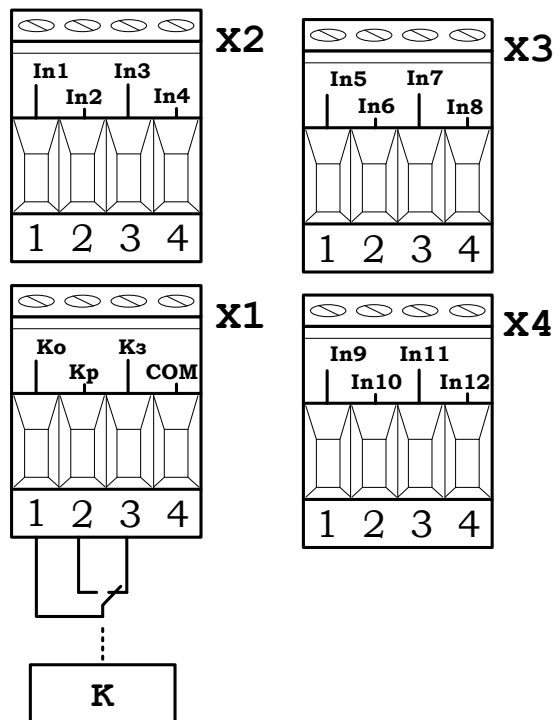 X2
In1 In3
In2 In4
1 2 3 4
X3
In5 In7
In6 In8
1 2 3 4
X1
Ko Кз
Kp COM
1 2 3 4
X4
In9 In11
In10 In12
1 2 3 4
K